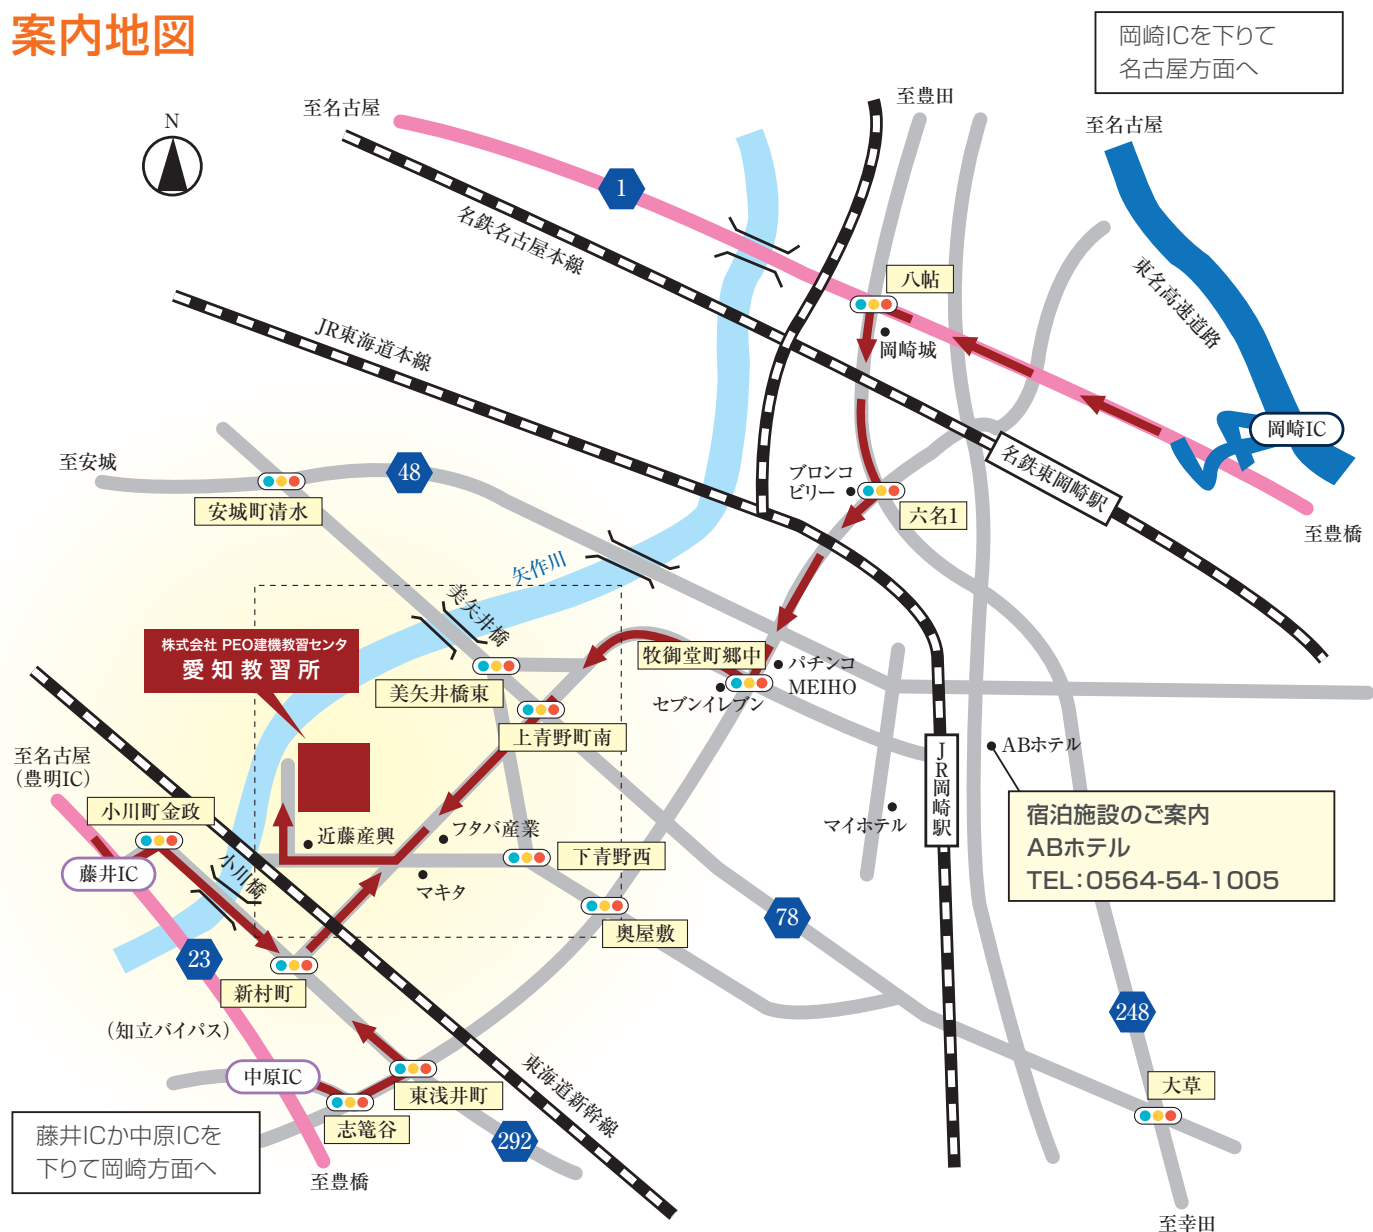 案内地図
岡崎ICを下りて
名古屋方面へ
至名古屋
至豊田
至名古屋
N
1
名鉄名古屋本線
八帖
岡崎城
東名高速道路
JR東海道本線
岡崎IC
名鉄東岡崎駅
至豊橋
至安城
48
安城町清水
ブロンコ
ビリー
六名1
矢作川
美矢井橋
株式会社 PEO建機教習センタ
愛知教習所
美矢井橋東
牧御堂町郷中
パチンコ
MEIHO
セブンイレブン
上青野町南
JR岡崎駅
ABホテル
至名古屋
(豊明IC)
小川町金政
近藤産興
フタバ産業
マイホテル
宿泊施設のご案内
ABホテル
TEL:0564-54-1005
藤井IC
小川橋
マキタ
下青野西
奥屋敷
78
23
新村町
(知立バイパス)
248
中原IC
東浅井町
東海道新幹線
大草
志篭谷
292
藤井ICか中原ICを
下りて岡崎方面へ
至豊橋
至幸田